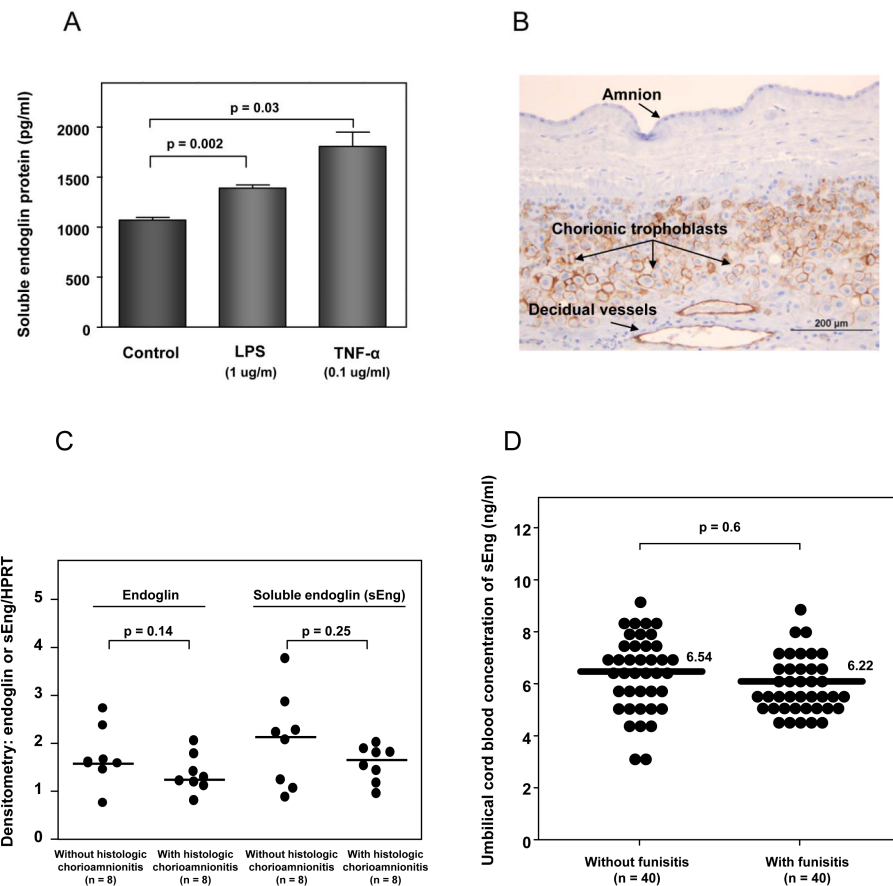 A
Soluble endoglin protein (pg/ml)
2000
1500
1000
500
0
p = 0.03
p = 0.002
Control
LPS
(1 ug/m)
TNF-α
(0.1 ug/ml)
B
Amnion
Chorionic trophoblasts
Decidual vessels
200 µm
C
Densitometry: endoglin or sEng/HPRT
5
4
3
2
1
0
Endoglin
Soluble endoglin (sEng)
p = 0.14
p = 0.25
Without histologic
chorioamnionitis
(n = 8)
With histologic
chorioamnionitis
(n = 8)
Without histologic
chorioamnionitis
(n = 8)
With histologic
chorioamnionitis
(n = 8)
D
Umbilical cord blood concentration of sEng (ng/ml)
12
10
8
6
4
2
0
p = 0.6
6.54
6.22
Without funisitis
(n = 40)
With funisitis
(n = 40)